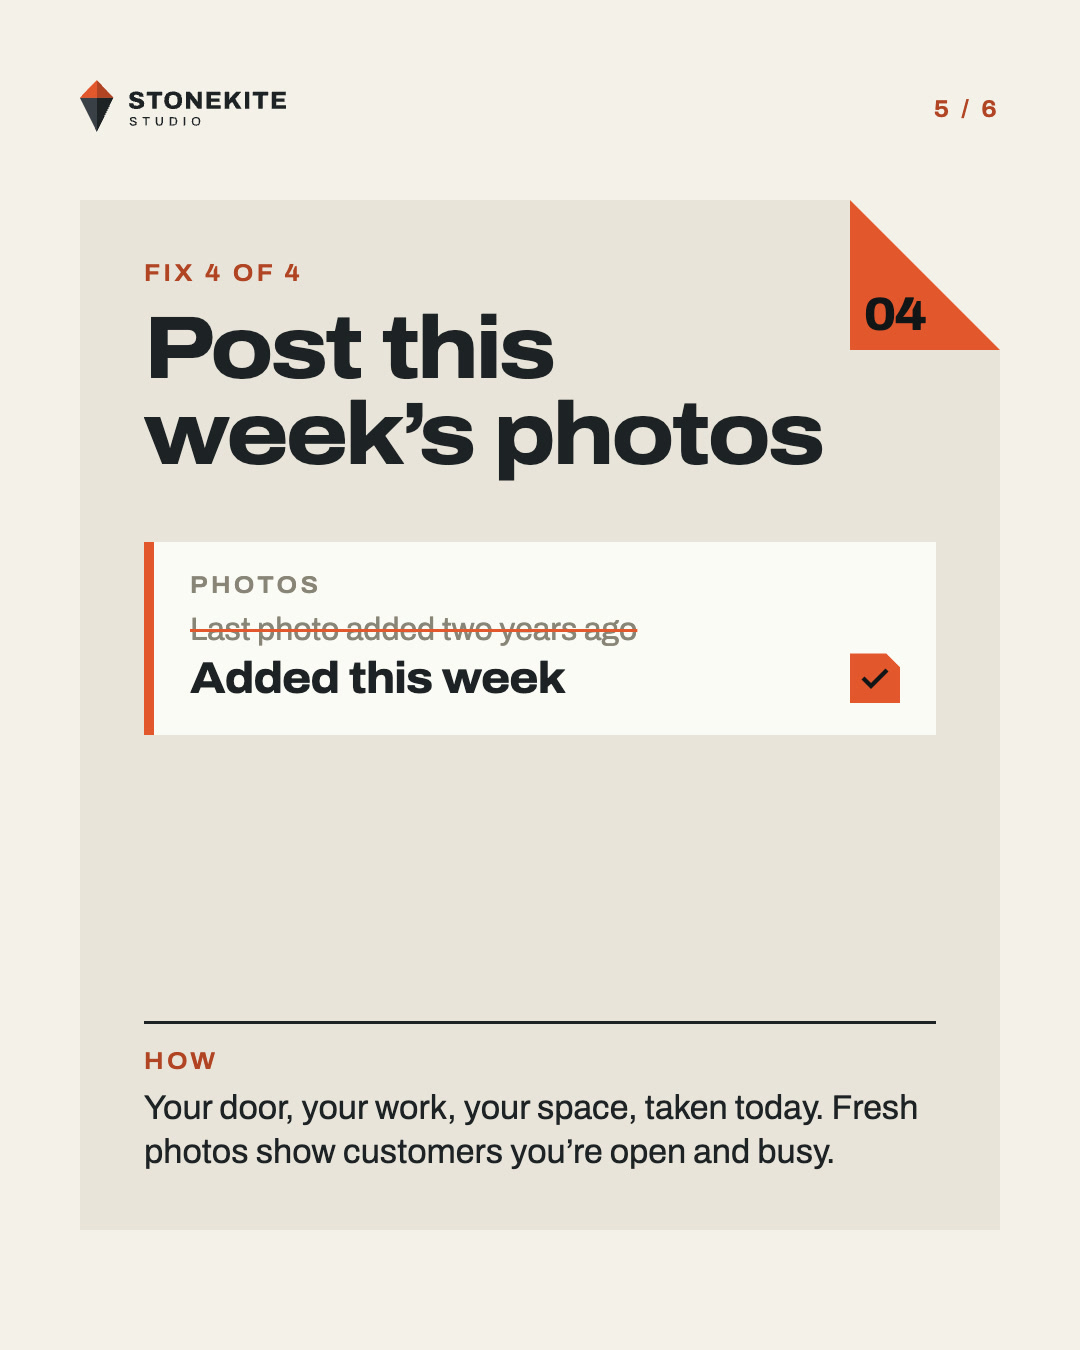 STONEKITE
STUDIO
5 / 6
FIX 4 OF 4
04
Post this
week’s photos
PHOTOS
Last photo added two years ago
Added this week
HOW
Your door, your work, your space, taken today. Fresh
photos show customers you’re open and busy.